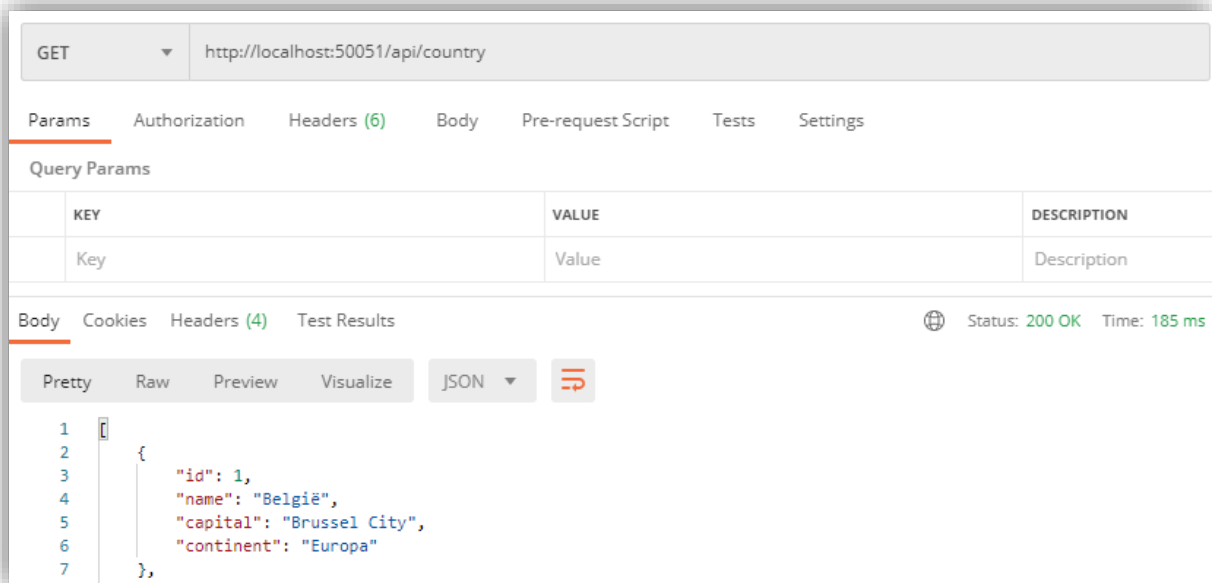 GET http://localhost:50051/api/country
Params Authorization Headers (6) Body Pre-request Script Tests Settings
Query Params
KEY VALUE DESCRIPTION
Key Value Description
Body Cookies Headers (4) Test Results Status: 200 OK Time: 185 ms
Pretty Raw Preview Visualize JSON
1 [
2 {
3 "id": 1,
4 "name": "België",
5 "capital": "Brussel City",
6 "continent": "Europa"
7 },